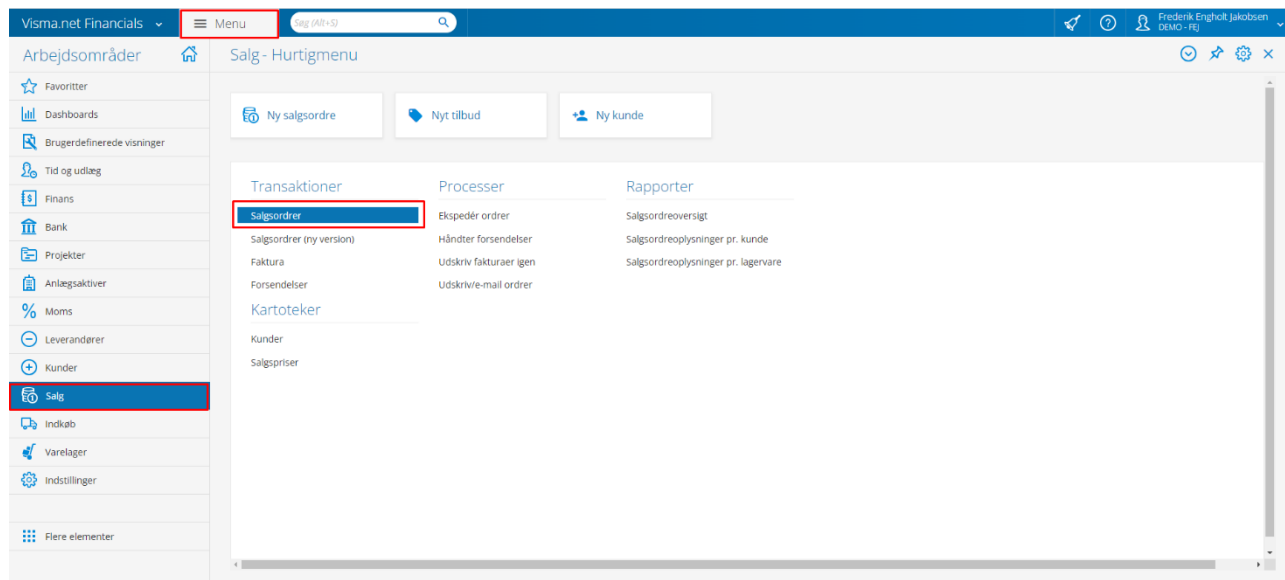 Visma.net Financials
Menu
Søg (Alt+S)
Frederik Engholt Jakobsen
DEMO - FEJ
Arbejdsområder
Salg - Hurtigmenu
Favoritter
Dashboards
Brugerdefinerede visninger
Tid og udlæg
Finans
Bank
Projekter
Anlægsaktiver
Moms
Leverandører
Kunder
Salg
Indkøb
Varelager
Indstillinger
Flere elementer
Ny salgsordre
Nyt tilbud
Ny kunde
Transaktioner
Salgsordrer
Salgsordrer (ny version)
Faktura
Forsendelser
Kartoteker
Kunder
Salgspriser
Processer
Ekspedér ordrer
Håndter forsendelser
Udskriv fakturaer igen
Udskriv/e-mail ordrer
Rapporter
Salgsordreoversigt
Salgsordreoplysninger pr. kunde
Salgsordreoplysninger pr. lagervare